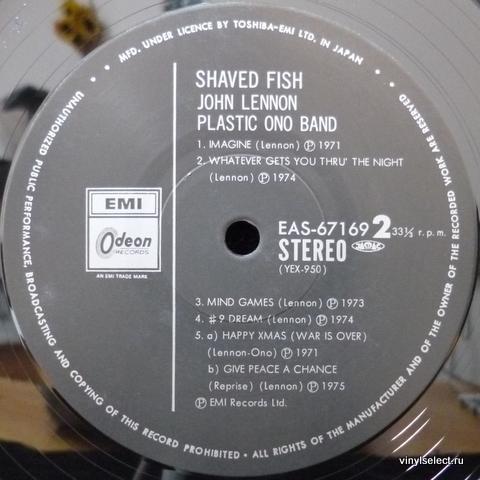 MFD. UNDER LICENCE BY TOSHIBA-EMI LTD. IN JAPAN
SHAVED FISH
JOHN LENNON
PLASTIC ONO BAND
1. IMAGINE (Lennon) Ⓟ 1971
2. WHATEVER GETS YOU THRU' THE NIGHT
(Lennon) Ⓟ 1974
EMI
Odeon
RECORDS
AN EMI TRADE MARK
EAS-67169 2 33⅓ r.p.m.
STEREO
(YEX-950)
3. MIND GAMES (Lennon) Ⓟ 1973
4. #9 DREAM (Lennon) Ⓟ 1974
5. a) HAPPY XMAS (WAR IS OVER)
(Lennon-Ono) Ⓟ 1971
b) GIVE PEACE A CHANCE
(Reprise) (Lennon) Ⓟ 1975
Ⓟ EMI Records Ltd.
UNAUTHORIZED PUBLIC PERFORMANCE, BROADCASTING AND COPYING OF THIS RECORD PROHIBITED • ALL RIGHTS OF THE MANUFACTURER AND OF THE OWNER OF THE RECORDED WORK ARE RESERVED
vinylselect.ru